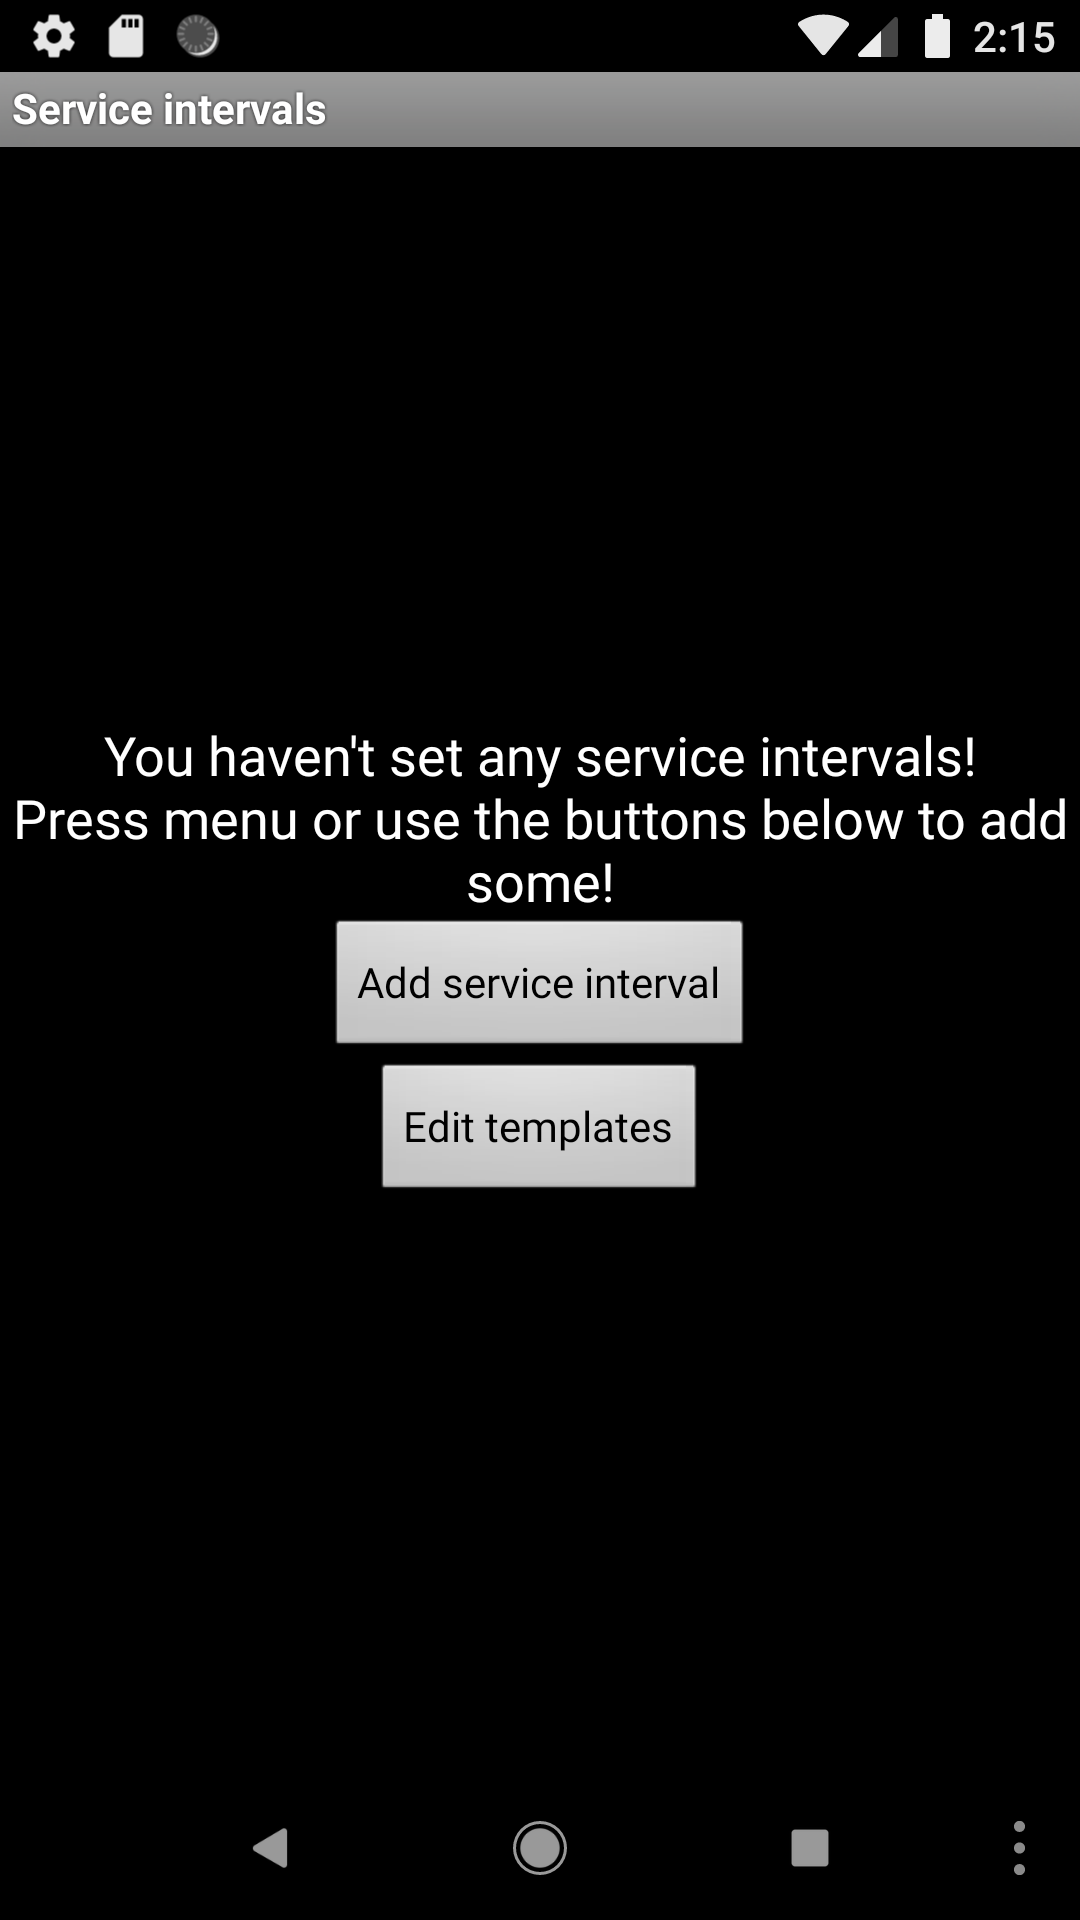 2:15
Service intervals
You haven't set any service intervals!
Press menu or use the buttons below to add
some!
Add service interval
Edit templates